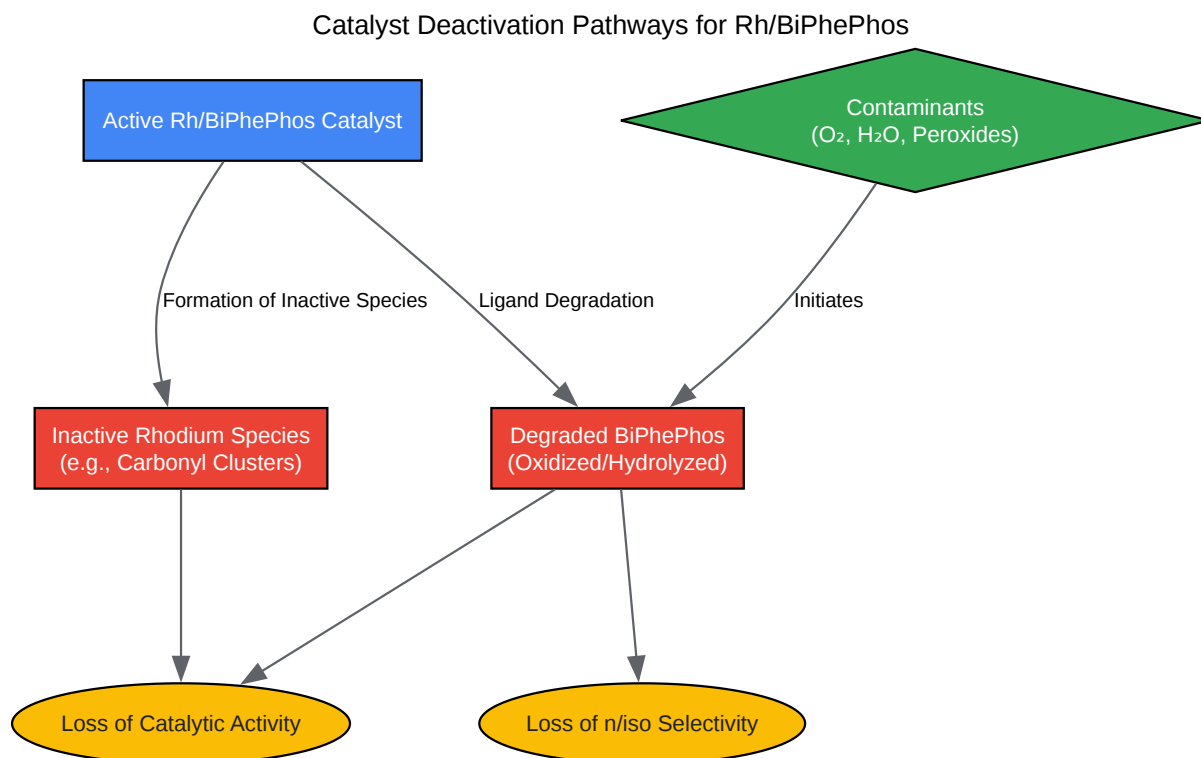 Catalyst Deactivation Pathways for Rh/BiPhePhos
Active Rh/BiPhePhos Catalyst
Contaminants
(O₂, H₂O, Peroxides)
Formation of Inactive Species
Ligand Degradation
Initiates
Inactive Rhodium Species
(e.g., Carbonyl Clusters)
Degraded BiPhePhos
(Oxidized/Hydrolyzed)
Loss of Catalytic Activity
Loss of n/iso Selectivity